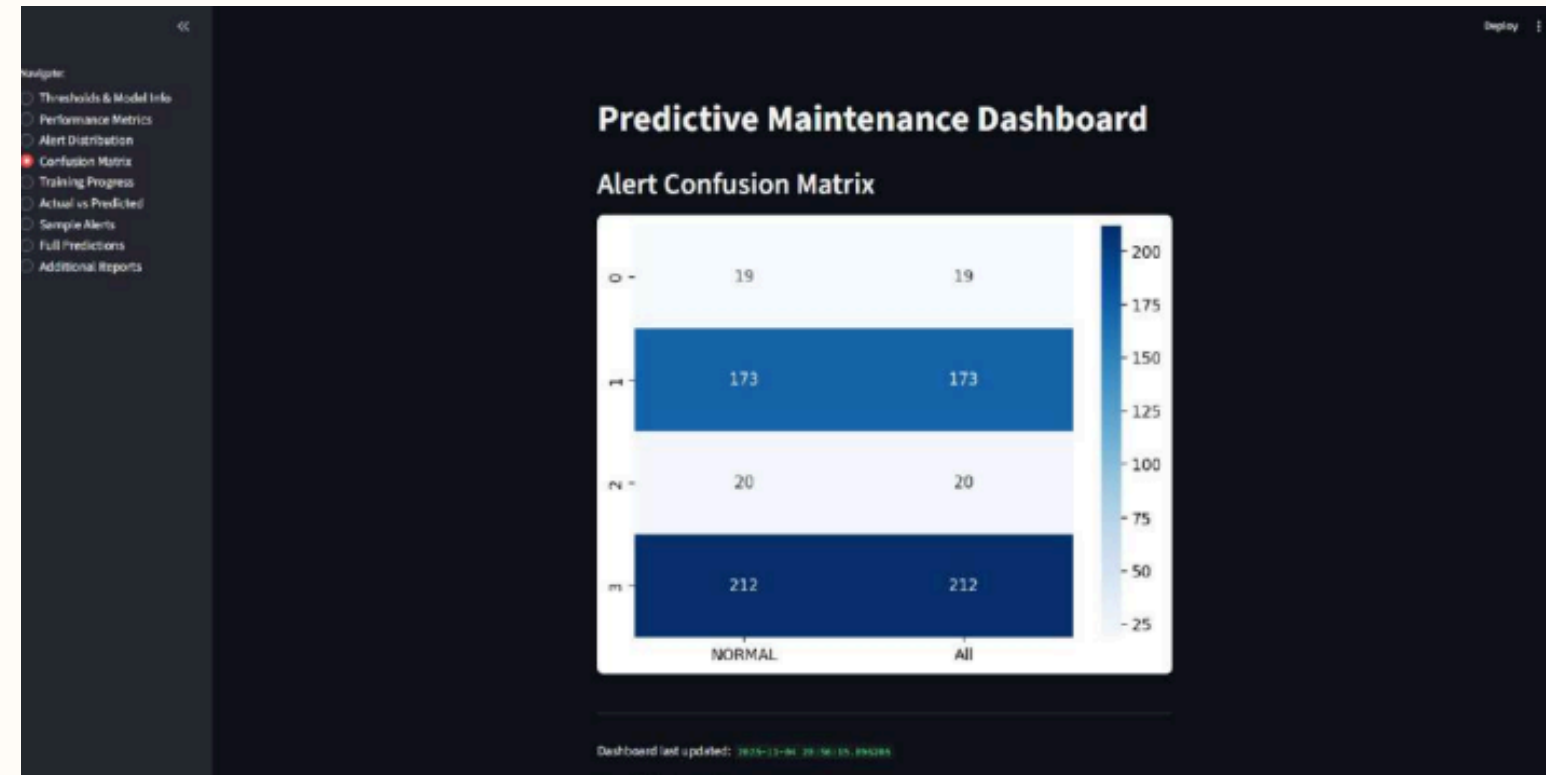 Deploy
Navigate:
Thresholds & Model Info
Performance Metrics
Alert Distribution
Confusion Matrix
Training Progress
Actual vs Predicted
Sample Alerts
Full Predictions
Additional Reports
Predictive Maintenance Dashboard
Alert Confusion Matrix
0 19 19
1 173 173
2 20 20
3 212 212
NORMAL All
200
175
150
125
100
75
50
25
Dashboard last updated: